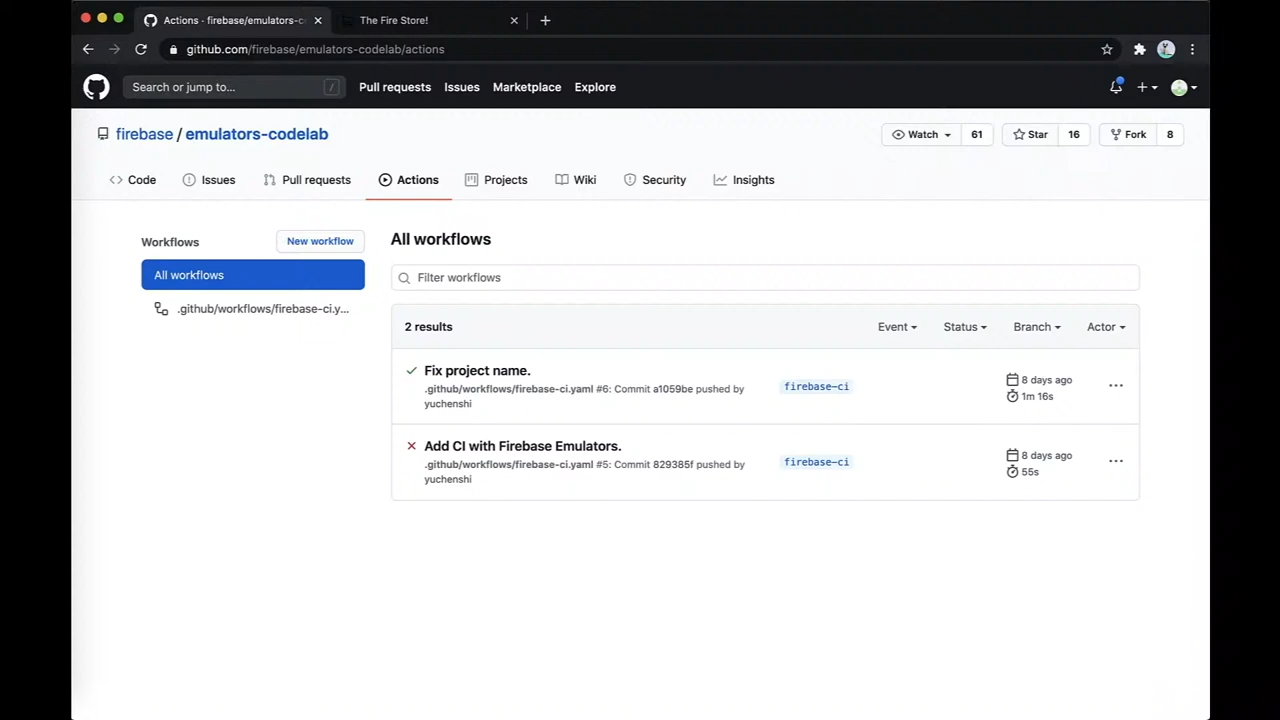 Actions · firebase/emulators-c
The Fire Store!
github.com/firebase/emulators-codelab/actions
Search or jump to... /
Pull requests Issues Marketplace Explore
firebase / emulators-codelab
Watch 61 Star 16 Fork 8
Code Issues Pull requests Actions Projects Wiki Security Insights
Workflows New workflow
All workflows
.github/workflows/firebase-ci.y...
All workflows
Filter workflows
2 results Event Status Branch Actor
Fix project name.
.github/workflows/firebase-ci.yaml #6: Commit a1059be pushed by
yuchenshi
firebase-ci
8 days ago
1m 16s
Add CI with Firebase Emulators.
.github/workflows/firebase-ci.yaml #5: Commit 829385f pushed by
yuchenshi
firebase-ci
8 days ago
55s